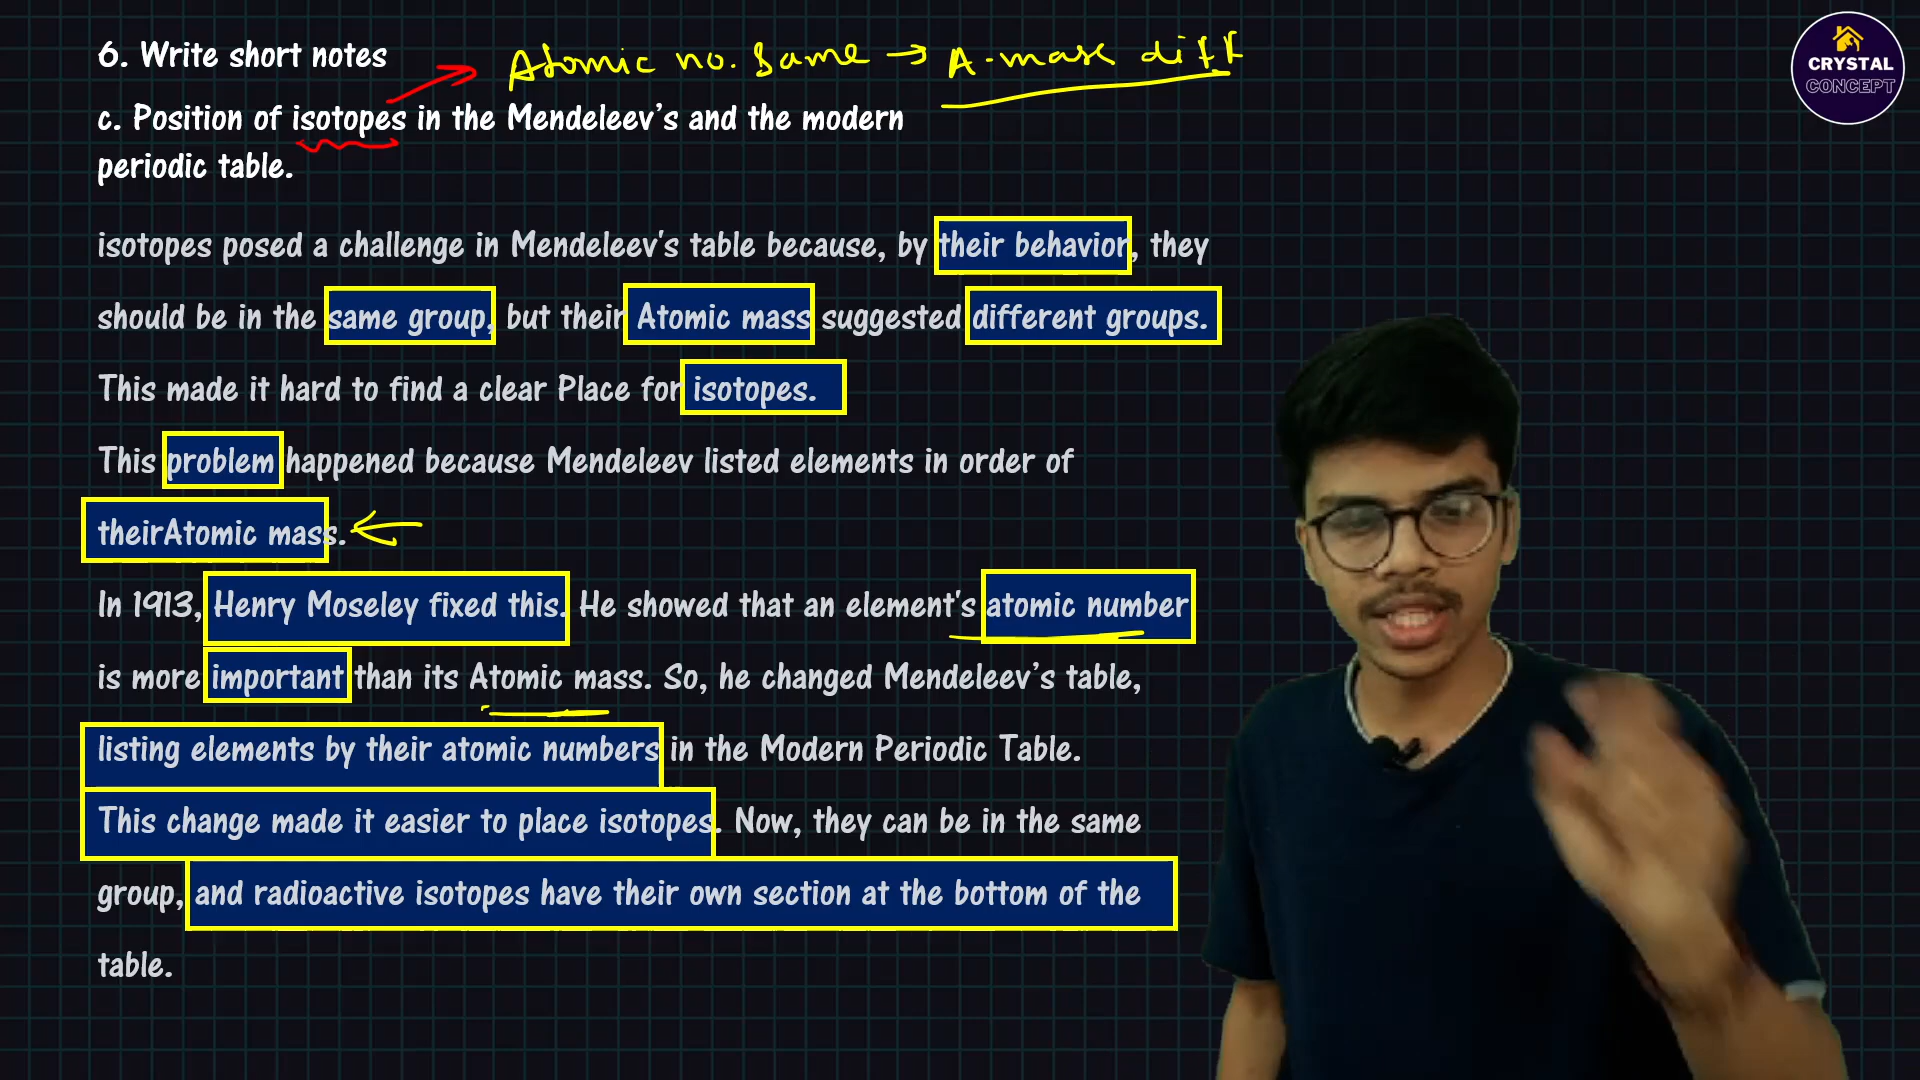 6. Write short notes
Atomic no. same → A.mass diff
c. Position of isotopes in the Mendeleev's and the modern
periodic table.
CRYSTAL
CONCEPT
isotopes posed a challenge in Mendeleev's table because, by their behavior, they
should be in the same group, but their Atomic mass suggested different groups.
This made it hard to find a clear Place for isotopes.
This problem happened because Mendeleev listed elements in order of
theirAtomic mass.
In 1913, Henry Moseley fixed this. He showed that an element's atomic number
is more important than its Atomic mass. So, he changed Mendeleev's table,
listing elements by their atomic numbers in the Modern Periodic Table.
This change made it easier to place isotopes. Now, they can be in the same
group, and radioactive isotopes have their own section at the bottom of the
table.